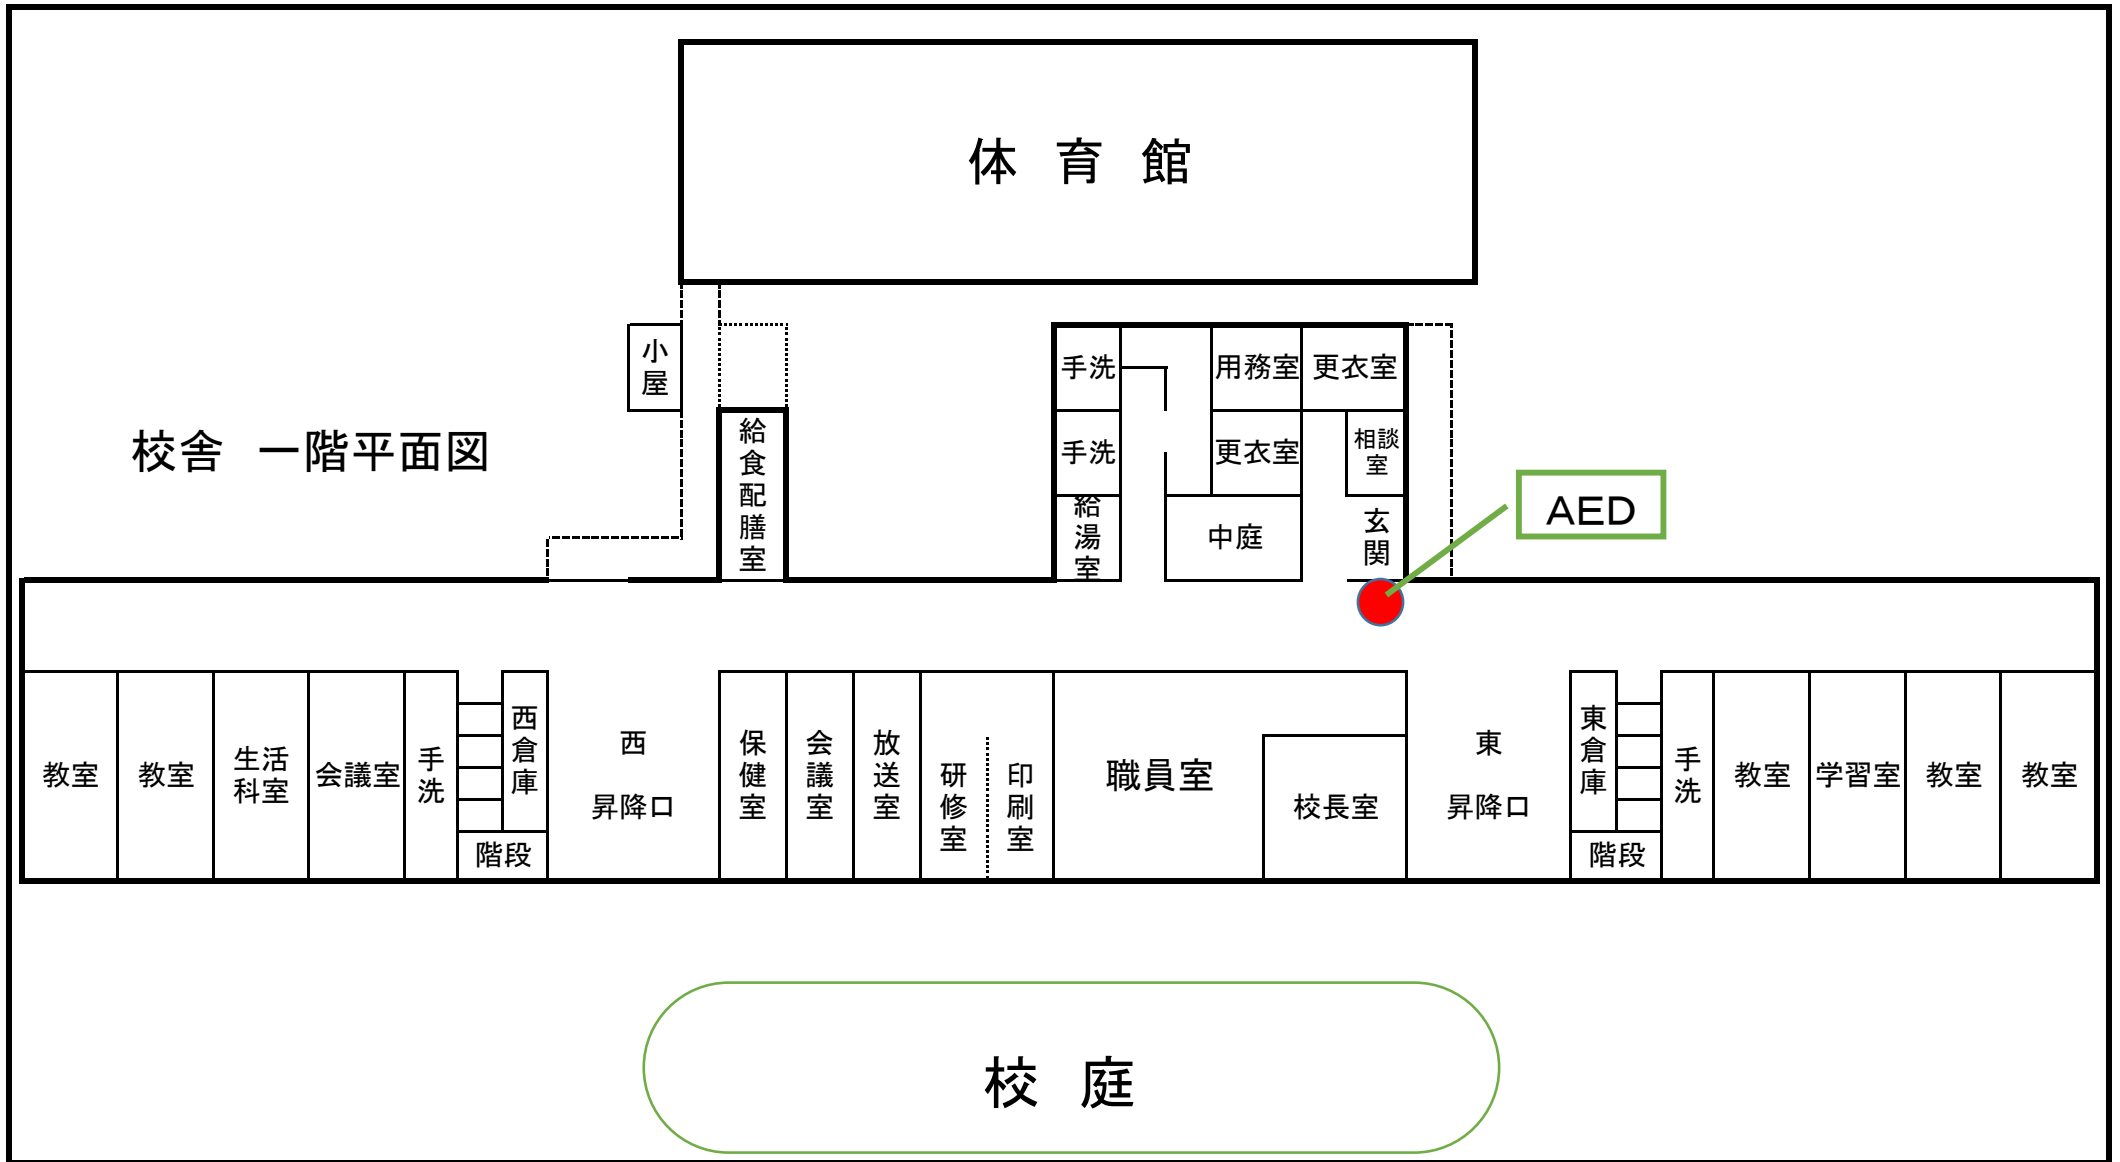 体 育 館
小屋
手洗
用務室
更衣室
校舎 一階平面図
給食配膳室
手洗
更衣室
相談
室
AED
給湯室
中庭
玄関
教室
教室
生活
科室
会議室
手洗
西倉庫
階段
西
昇降口
保健室
会議室
放送室
研修室
印刷室
職員室
校長室
東
昇降口
東倉庫
階段
手洗
教室
学習室
教室
教室
校 庭